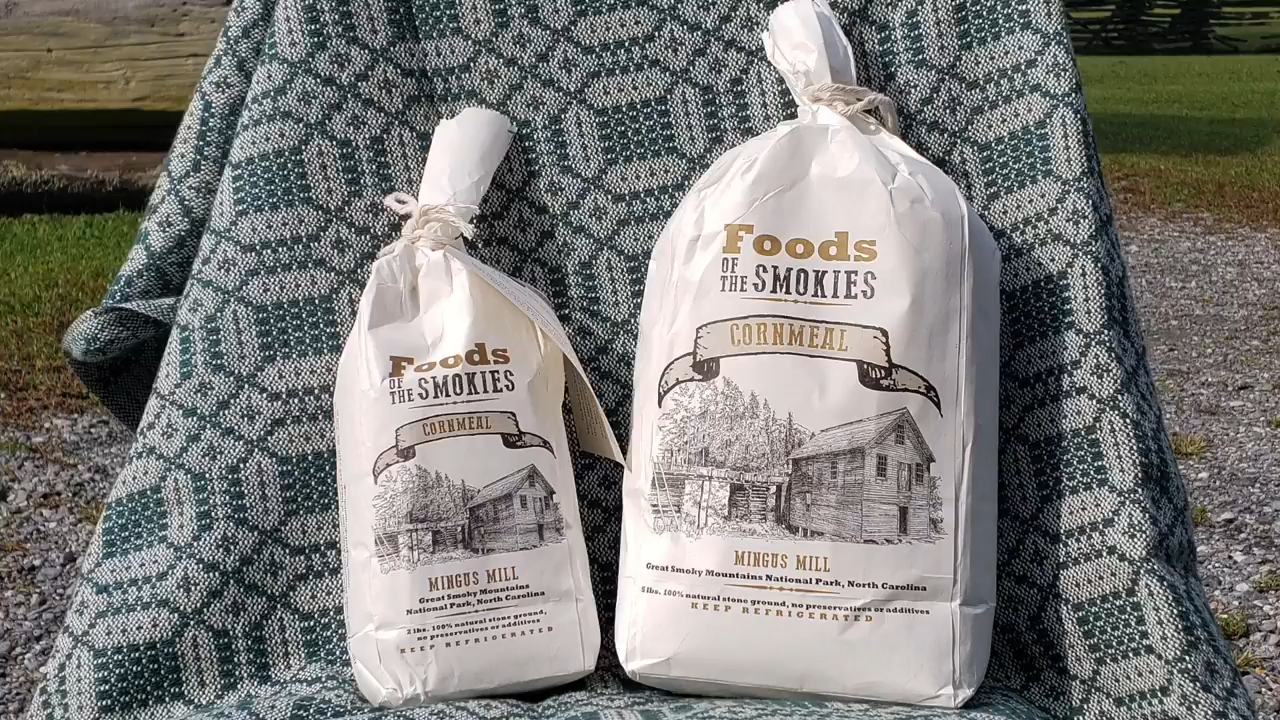 Foods
OF THE SMOKIES
CORNMEAL
MINGUS MILL
Great Smoky Mountains
National Park, North Carolina
2 lbs. 100% natural stone ground,
no preservatives or additives
KEEP REFRIGERATED
Foods
OF THE SMOKIES
CORNMEAL
MINGUS MILL
Great Smoky Mountains National Park, North Carolina
5 lbs. 100% natural stone ground, no preservatives or additives
KEEP REFRIGERATED